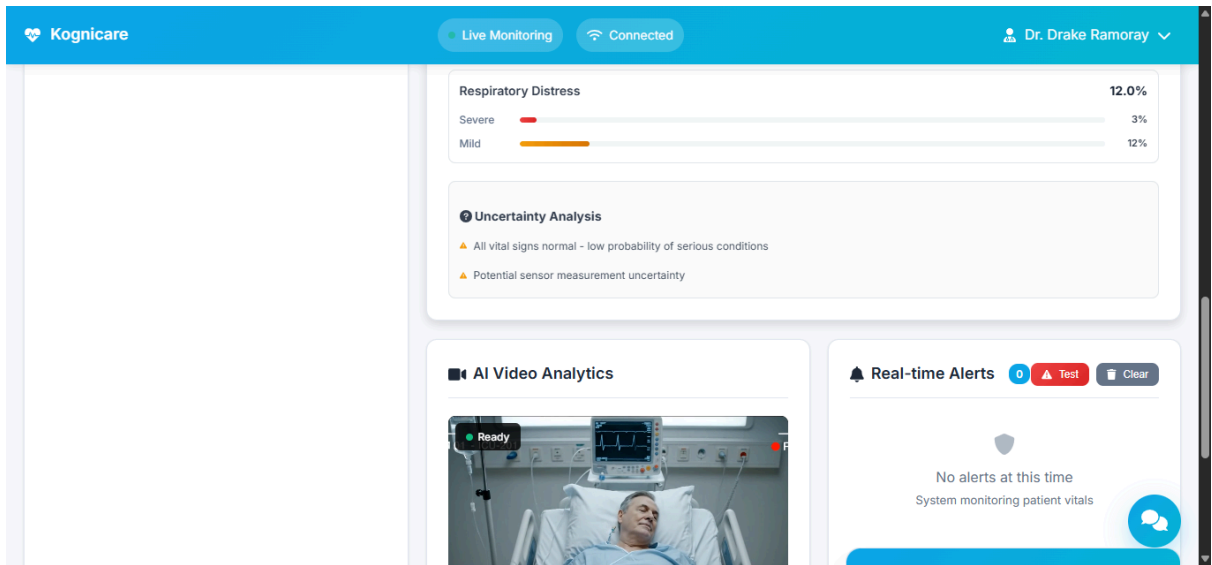 Kognicare
Live Monitoring
Connected
Dr. Drake Ramoray
Respiratory Distress 12.0%
Severe 3%
Mild 12%
Uncertainty Analysis
All vital signs normal - low probability of serious conditions
Potential sensor measurement uncertainty
AI Video Analytics
Ready
Real-time Alerts 0 Test Clear
No alerts at this time
System monitoring patient vitals